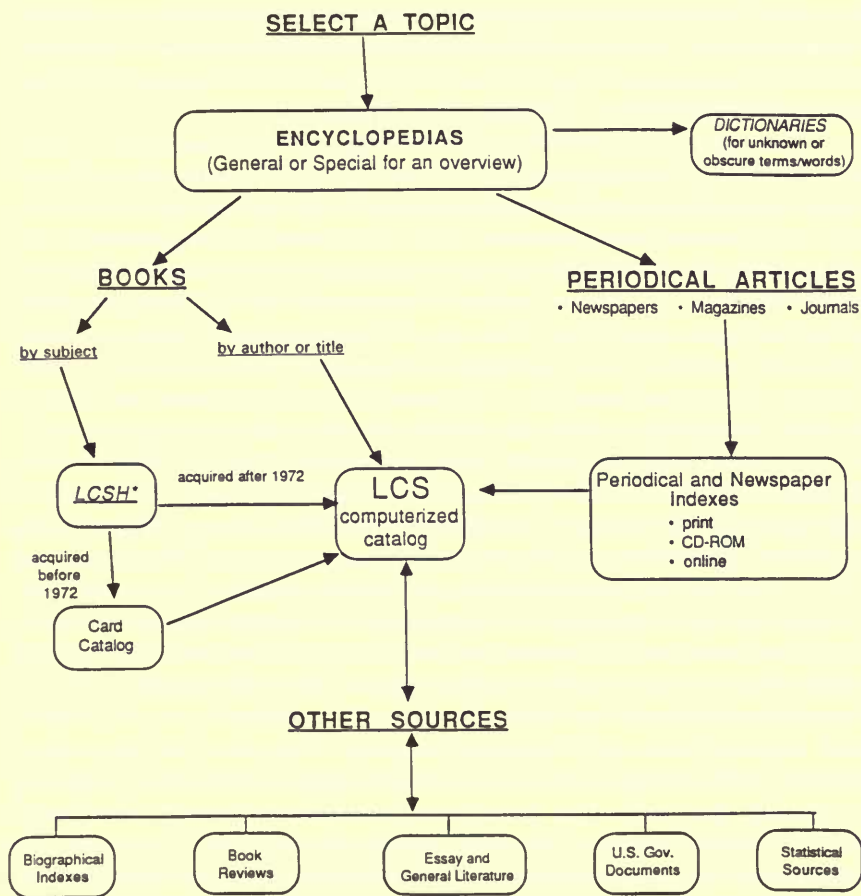 SELECT A TOPIC
ENCYCLOPEDIAS
(General or Special for an overview)
DICTIONARIES
(for unknown or
obscure terms/words)
BOOKS
PERIODICAL ARTICLES
• Newspapers • Magazines • Journals
by subject
by author or title
LCSH*
acquired after 1972
LCS
computerized
catalog
Periodical and Newspaper
Indexes
• print
• CD-ROM
• online
acquired
before
1972
Card
Catalog
OTHER SOURCES
Biographical
Indexes
Book
Reviews
Essay and
General Literature
U.S. Gov.
Documents
Statistical
Sources